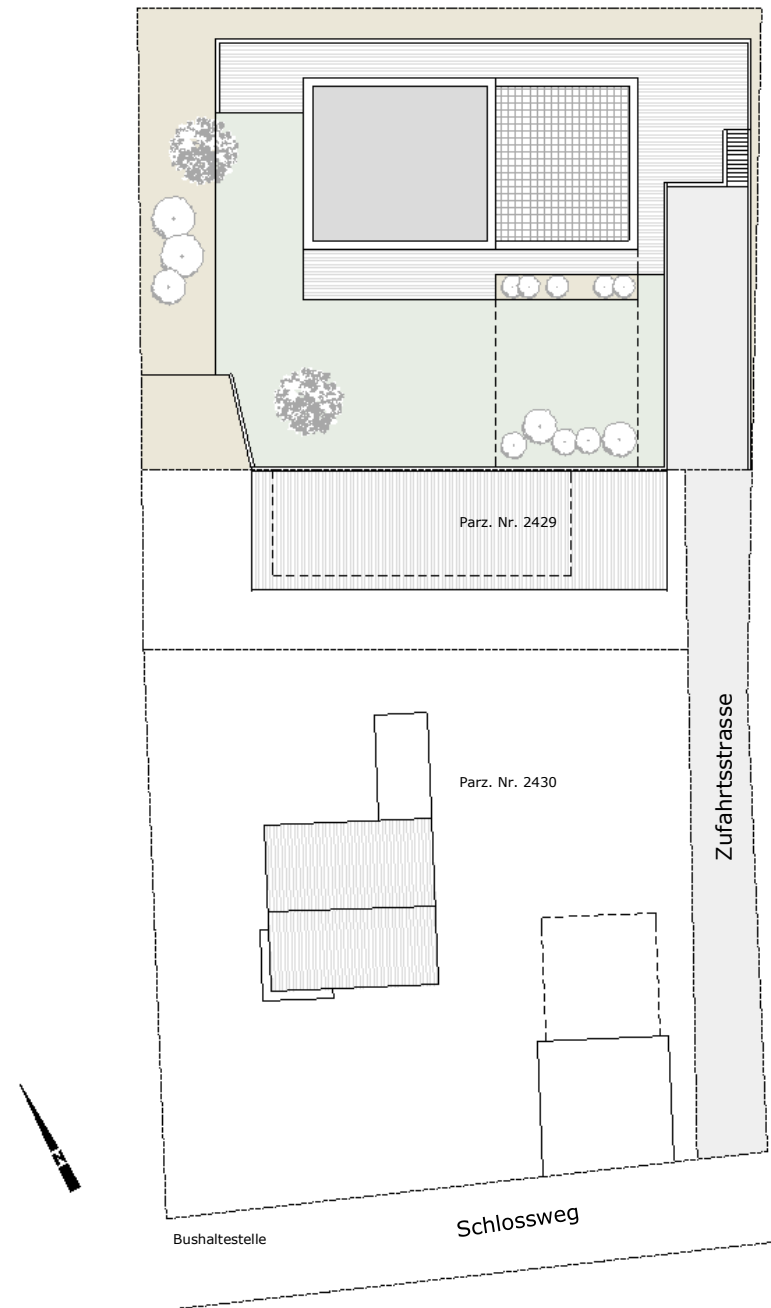 Parz. Nr. 2429
Zufahrtsstrasse
Parz. Nr. 2430
N
Schlossweg
Bushaltestelle